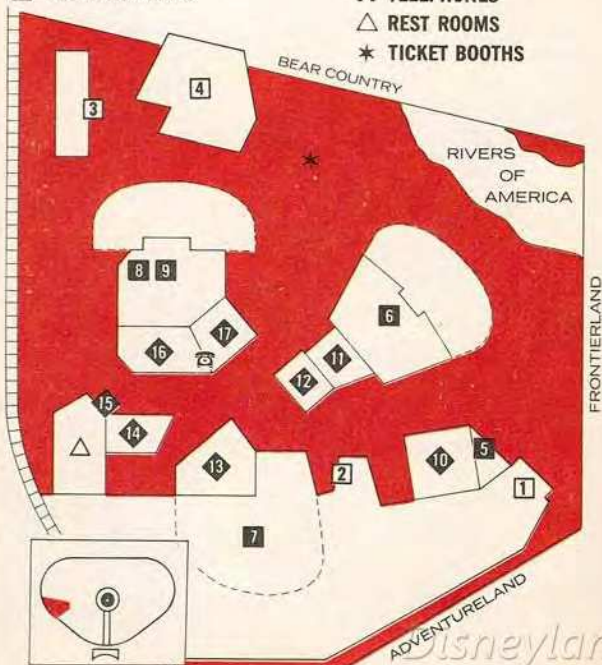 △ REST ROOMS
✶ TICKET BOOTHS
BEAR COUNTRY
4
3
RIVERS
OF
AMERICA
FRONTIERLAND
8 9
6
17
16
11
12
15
14
13
10
5
2
1
7
ADVENTURELAND